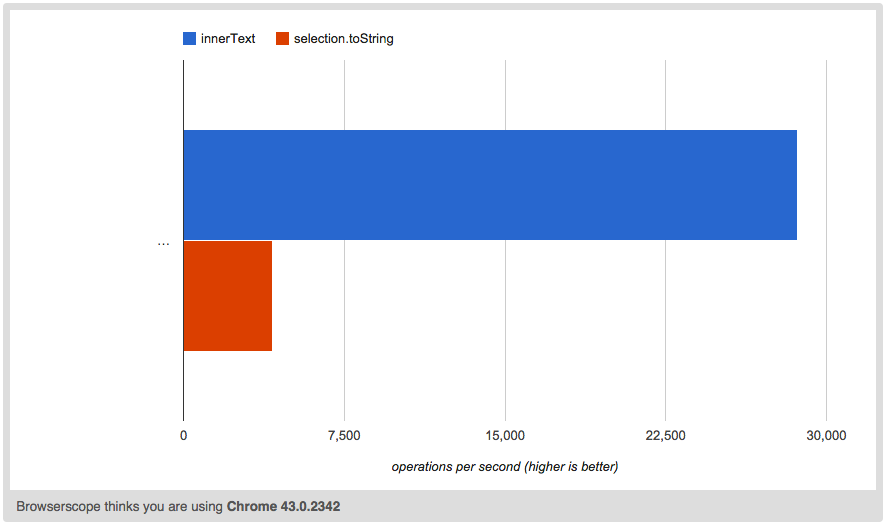 innerText selection.toString
...
0 7,500 15,000 22,500 30,000
operations per second (higher is better)
Browserscope thinks you are using Chrome 43.0.2342